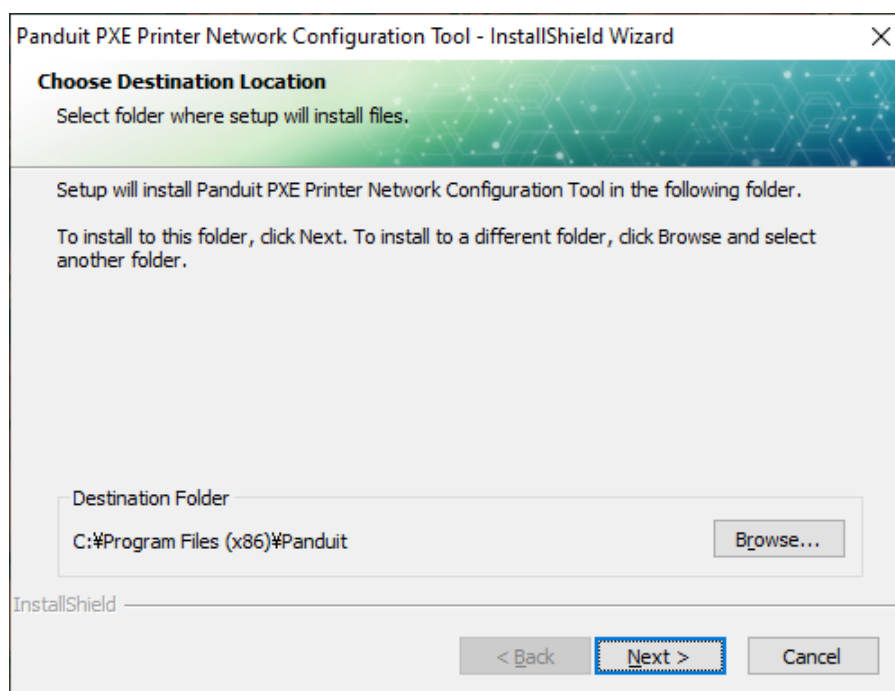 Panduit PXE Printer Network Configuration Tool - InstallShield Wizard
Choose Destination Location
Select folder where setup will install files.
Setup will install Panduit PXE Printer Network Configuration Tool in the following folder.
To install to this folder, click Next. To install to a different folder, click Browse and select
another folder.
Destination Folder
C:¥Program Files (x86)¥Panduit
Browse...
InstallShield
< Back
Next >
Cancel